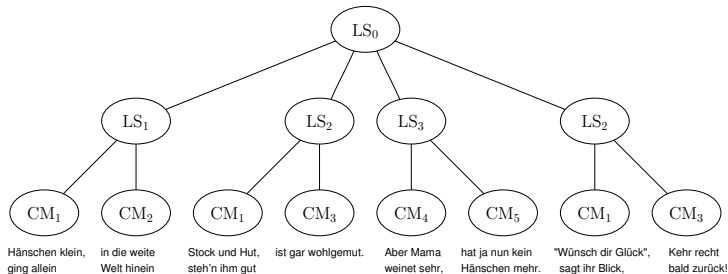 LS₀
LS₁ LS₂ LS₃ LS₂
CM₁ CM₂ CM₁ CM₃ CM₄ CM₅ CM₁ CM₃
Hänschen klein, in die weite Stock und Hut, ist gar wohlgemut. Aber Mama hat ja nun kein "Wünsch dir Glück", Kehr recht
ging allein Welt hinein steh'n ihm gut weinet sehr, Hänschen mehr. sagt ihr Blick, bald zurück!